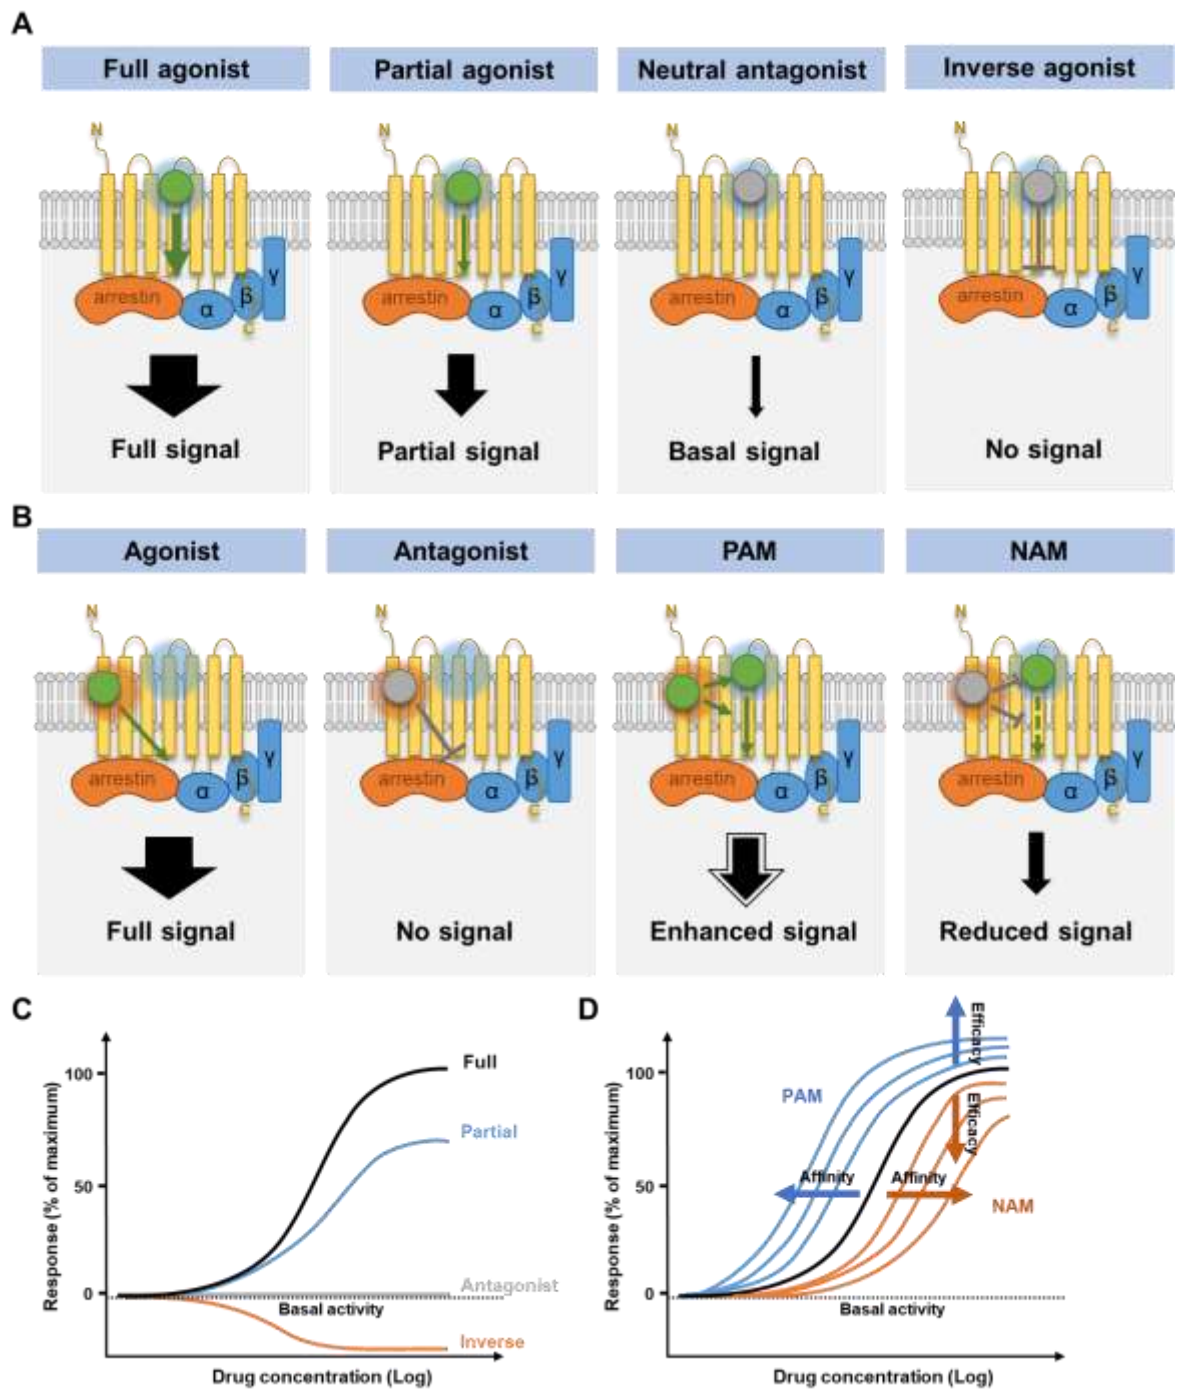 A
Full agonist
Partial agonist
Neutral antagonist
Inverse agonist
N
N
N
N
arrestin
α
β
γ
C
arrestin
α
β
γ
C
arrestin
α
β
γ
C
arrestin
α
β
γ
C
Full signal
Partial signal
Basal signal
No signal
B
Agonist
Antagonist
PAM
NAM
N
N
N
N
arrestin
α
β
γ
C
arrestin
α
β
γ
C
arrestin
α
β
γ
C
arrestin
α
β
γ
C
Full signal
No signal
Enhanced signal
Reduced signal
C
Response (% of maximum)
100
50
0
Full
Partial
Antagonist
Basal activity
Inverse
Drug concentration (Log)
D
Response (% of maximum)
100
50
0
Efficacy
PAM
Efficacy
Affinity
Affinity
NAM
Basal activity
Drug concentration (Log)